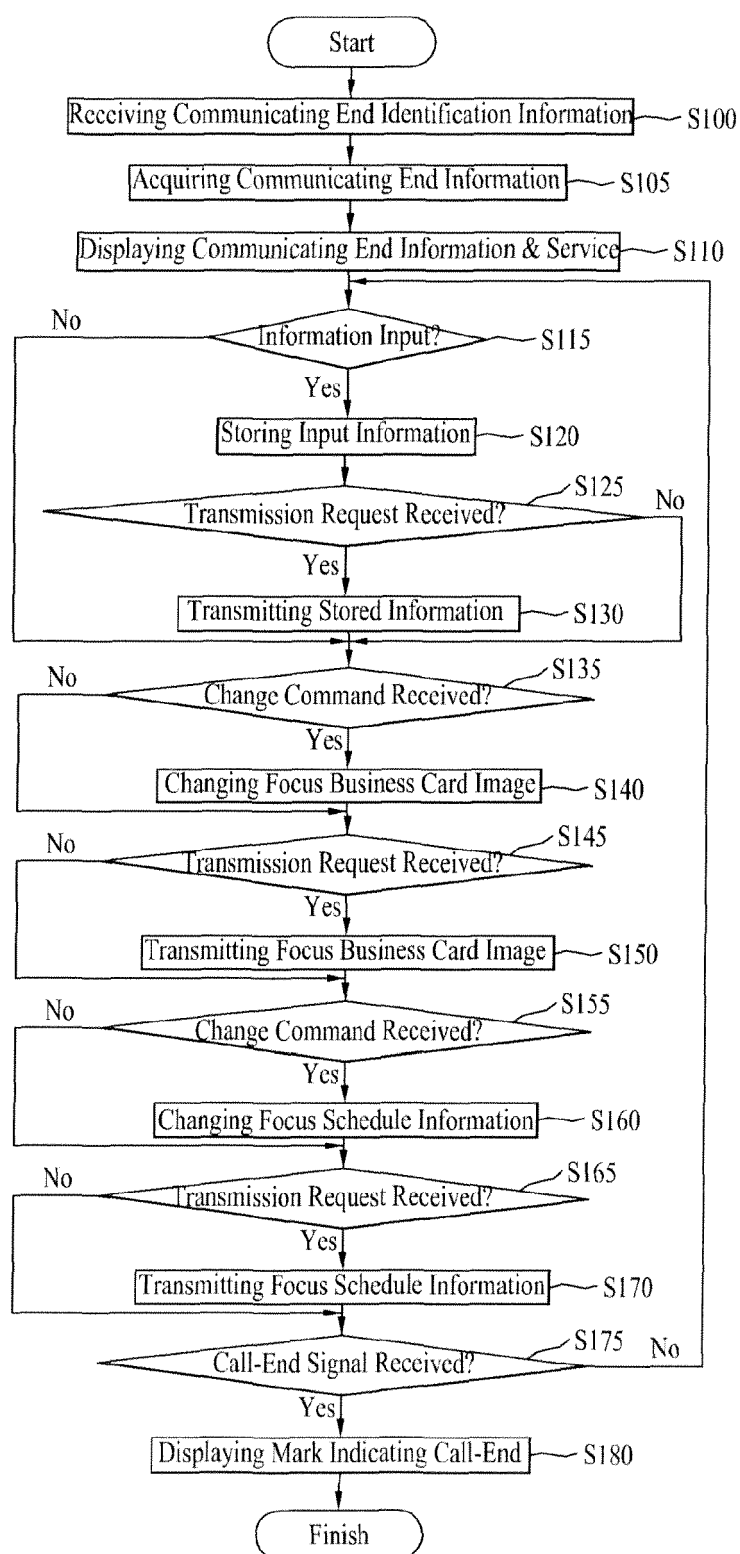 Start
Receiving Communicating End Identification Information S100
Acquiring Communicating End Information S105
Displaying Communicating End Information & Service S110
No
Information Input? S115
Yes
Storing Input Information S120
S125
Transmission Request Received? No
Yes
Transmitting Stored Information S130
No S135
Change Command Received?
Yes
Changing Focus Business Card Image S140
No S145
Transmission Request Received?
Yes
Transmitting Focus Business Card Image S150
No S155
Change Command Received?
Yes
Changing Focus Schedule Information S160
No S165
Transmission Request Received?
Yes
Transmitting Focus Schedule Information S170
S175
Call-End Signal Received? No
Yes
Displaying Mark Indicating Call-End S180
Finish